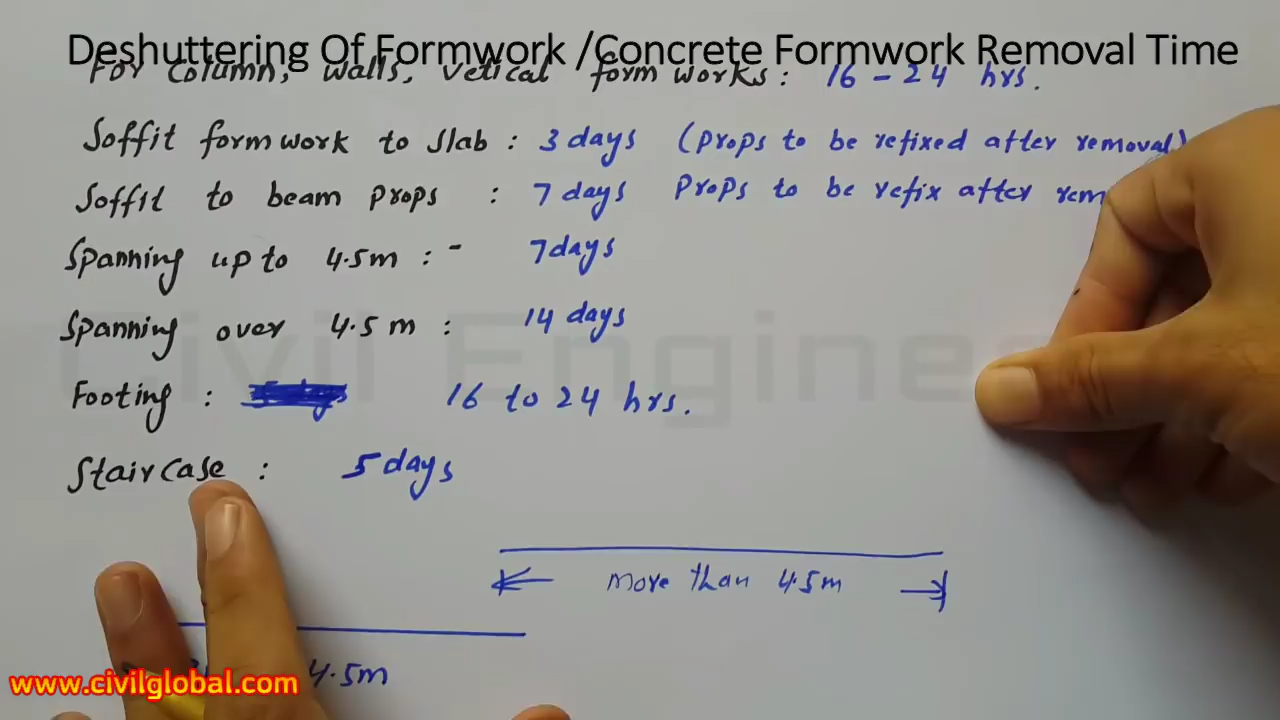 Deshuttering Of Formwork /Concrete Formwork Removal Time
For Column, walls, vetical form works : 16 - 24 hrs.
Soffit formwork to slab : 3 days (props to be refixed after removal)
Soffit to beam props : 7 days Props to be refix after rem
Spanning up to 4.5m : - 7days
Spanning over 4.5 m : 14 days
Footing : 16 to 24 hrs.
Staircase : 5 days
more than 4.5m
4.5m
Civil Engineer
www.civilglobal.com